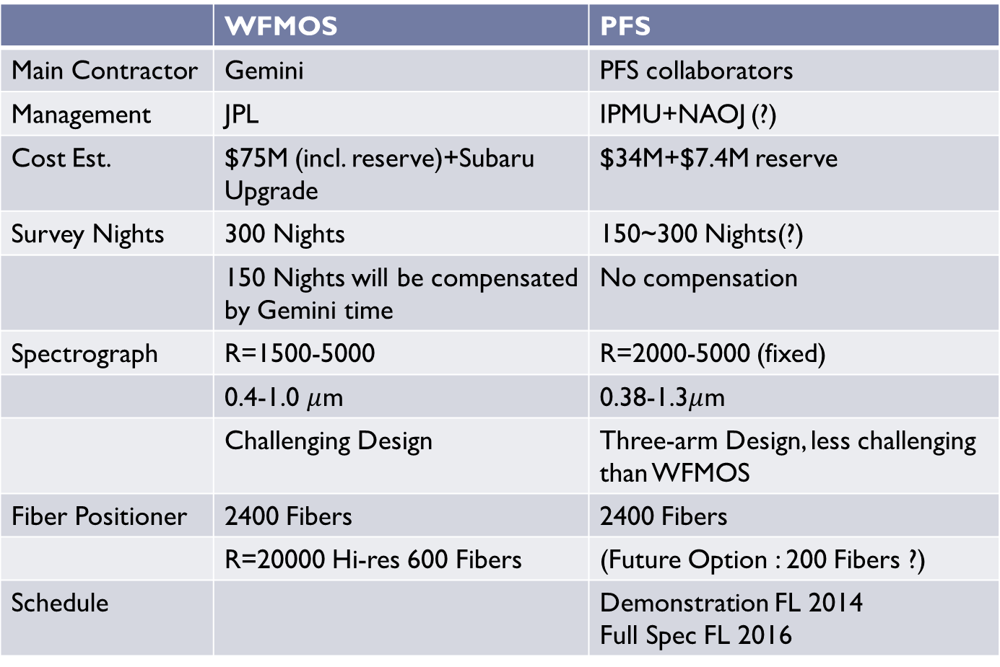 WFMOS PFS
Main Contractor Gemini PFS collaborators
Management JPL IPMU+NAOJ (?)
Cost Est. $75M (incl. reserve)+Subaru Upgrade $34M+$7.4M reserve
Survey Nights 300 Nights 150~300 Nights(?)
150 Nights will be compensated by Gemini time No compensation
Spectrograph R=1500-5000 R=2000-5000 (fixed)
0.4-1.0 μm 0.38-1.3μm
Challenging Design Three-arm Design, less challenging than WFMOS
Fiber Positioner 2400 Fibers 2400 Fibers
R=20000 Hi-res 600 Fibers (Future Option : 200 Fibers ?)
Schedule Demonstration FL 2014
Full Spec FL 2016